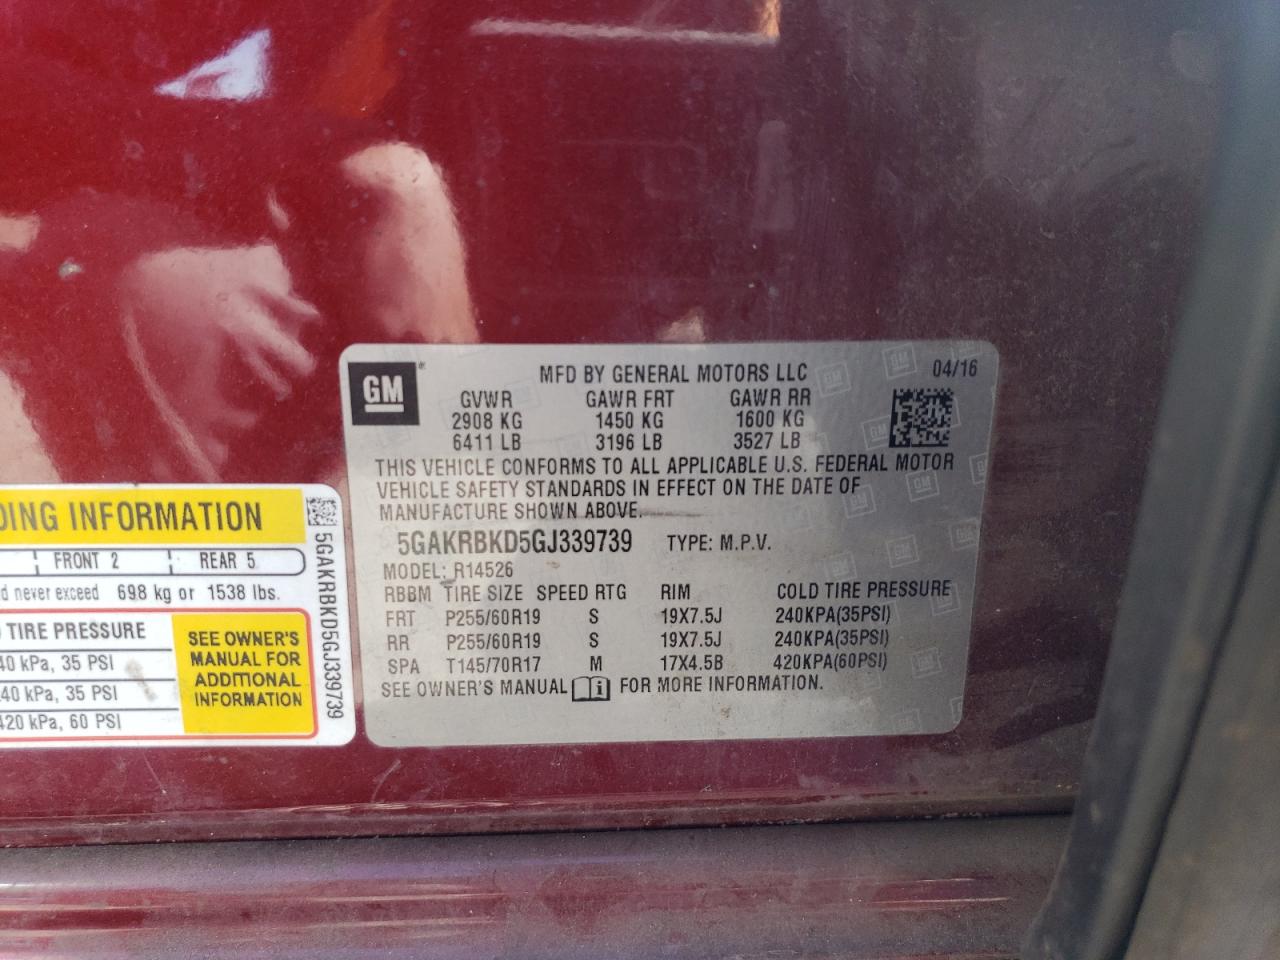 GM
MFD BY GENERAL MOTORS LLC
04/16
GVWR GAWR FRT GAWR RR
2908 KG 1450 KG 1600 KG
6411 LB 3196 LB 3527 LB
THIS VEHICLE CONFORMS TO ALL APPLICABLE U.S. FEDERAL MOTOR
VEHICLE SAFETY STANDARDS IN EFFECT ON THE DATE OF
MANUFACTURE SHOWN ABOVE.
5GAKRBKD5GJ339739 TYPE: M.P.V.
MODEL: R14526
RBBM TIRE SIZE SPEED RTG RIM COLD TIRE PRESSURE
FRT P255/60R19 S 19X7.5J 240KPA(35PSI)
RR P255/60R19 S 19X7.5J 240KPA(35PSI)
SPA T145/70R17 M 17X4.5B 420KPA(60PSI)
SEE OWNER'S MANUAL FOR MORE INFORMATION.
DING INFORMATION
FRONT 2 REAR 5
d never exceed 698 kg or 1538 lbs.
TIRE PRESSURE
40 kPa, 35 PSI
240 kPa, 35 PSI
420 kPa, 60 PSI
SEE OWNER'S
MANUAL FOR
ADDITIONAL
INFORMATION
5GAKRBKD5GJ339739